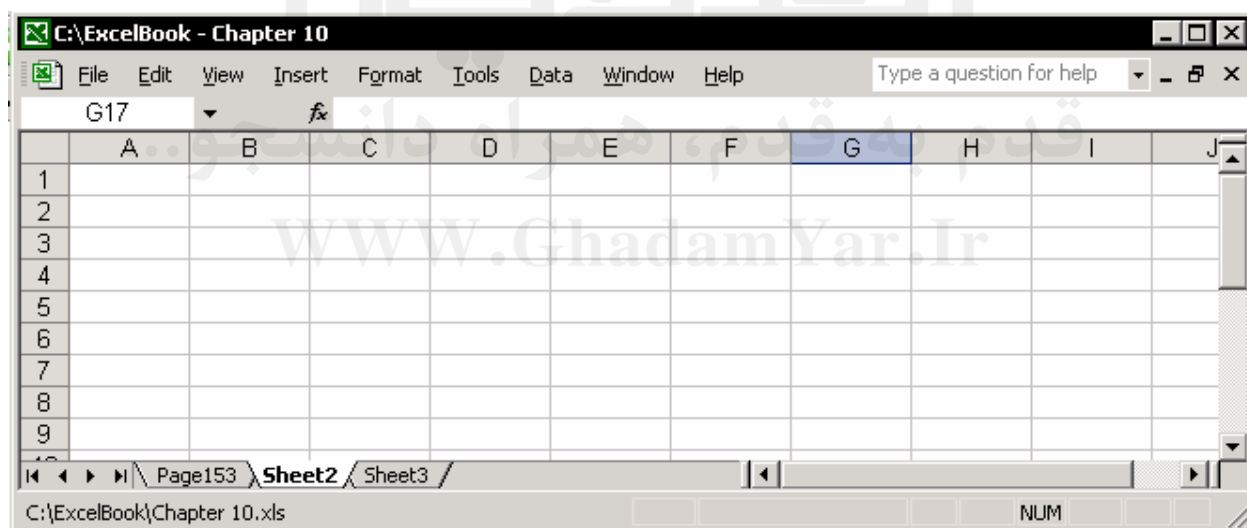 C:\ExcelBook - Chapter 10
File Edit View Insert Format Tools Data Window Help Type a question for help
G17 fx
قدم به قدم، همراه دانشجو...
A B C D E F G H I J
1
2
3
WWW.GhadamYar.Ir
4
5
6
7
8
9
Page153 Sheet2 Sheet3
C:\ExcelBook\Chapter 10.xls NUM